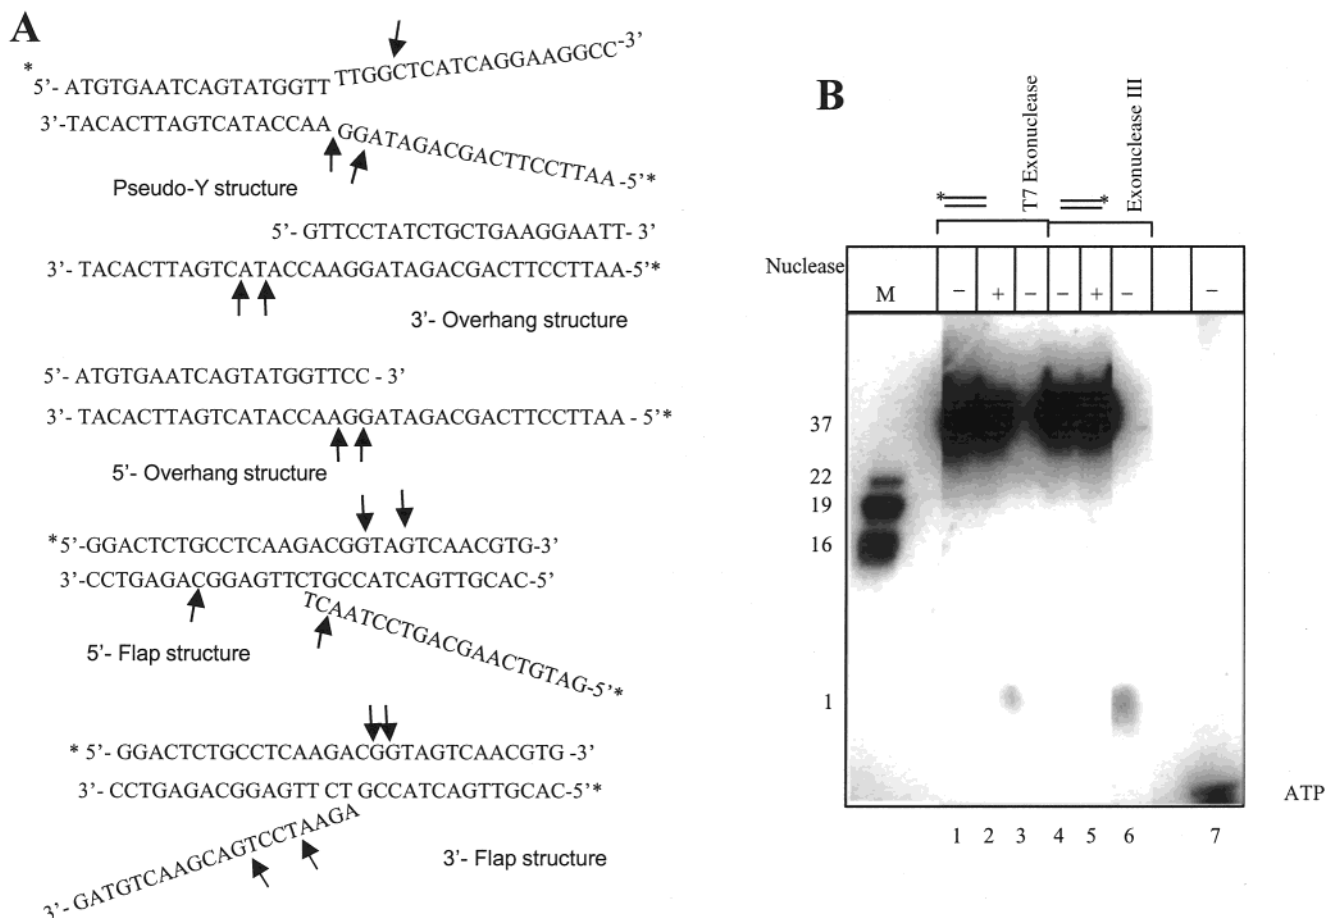 A
*
5'- ATGTGAATCAGTATGGTT TTGGCTCATCAGGAAGGCC-3'
3'-TACACTTAGTCATACCAA GGATAGACGACTTCCTTAA-5'*
Pseudo-Y structure
5'- GTTCCTATCTGCTGAAGGAATT- 3'
3'- TACACTTAGTCATACCAAGGATAGACGACTTCCTTAA-5'*
3'- Overhang structure
5'- ATGTGAATCAGTATGGTTCC - 3'
3'- TACACTTAGTCATACCAAGGATAGACGACTTCCTTAA - 5'*
5'- Overhang structure
*5'-GGACTCTGCCTCAAGACGGTAGTCAACGTG-3'
3'-CCTGAGACGGAGTTCTGCCATCAGTTGCAC-5'
TCAATCCTGACGAACTGTAG-5'*
5'- Flap structure
* 5'- GGACTCTGCCTCAAGACGGTAGTCAACGTG -3'
3'- CCTGAGACGGAGTT CT GCCATCAGTTGCAC-5'*
3'- GATGTCAAGCAGTCCTAAGA
3'- Flap structure
B
T7 Exonuclease
Exonuclease III
* *
Nuclease
M − + − − + − −
37
22
19
16
1
ATP
1 2 3 4 5 6 7